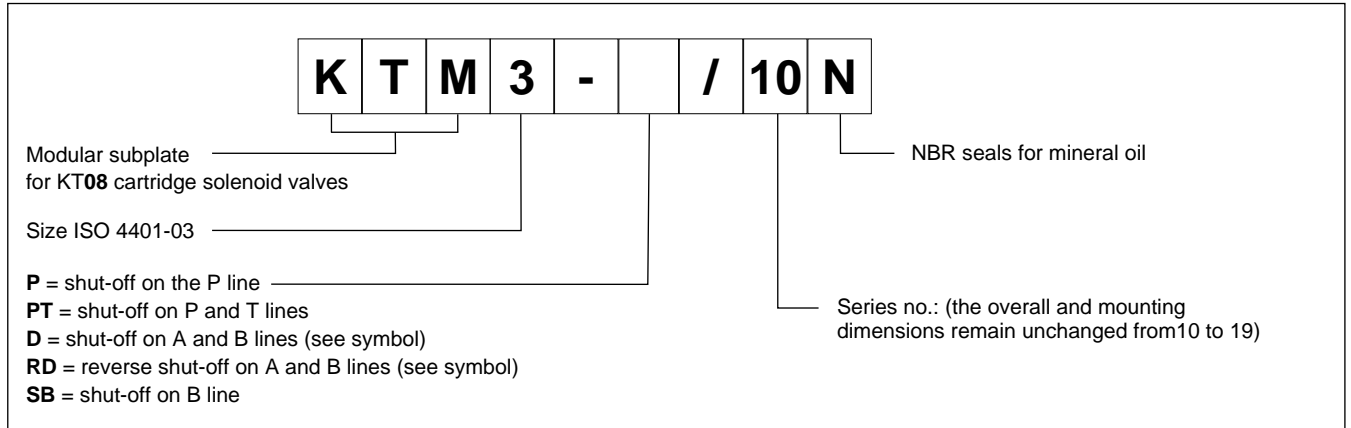 K T M 3 - / 10 N
Modular subplate
for KT08 cartridge solenoid valves
NBR seals for mineral oil
Size ISO 4401-03
P = shut-off on the P line
PT = shut-off on P and T lines
D = shut-off on A and B lines (see symbol)
RD = reverse shut-off on A and B lines (see symbol)
SB = shut-off on B line
Series no.: (the overall and mounting
dimensions remain unchanged from10 to 19)